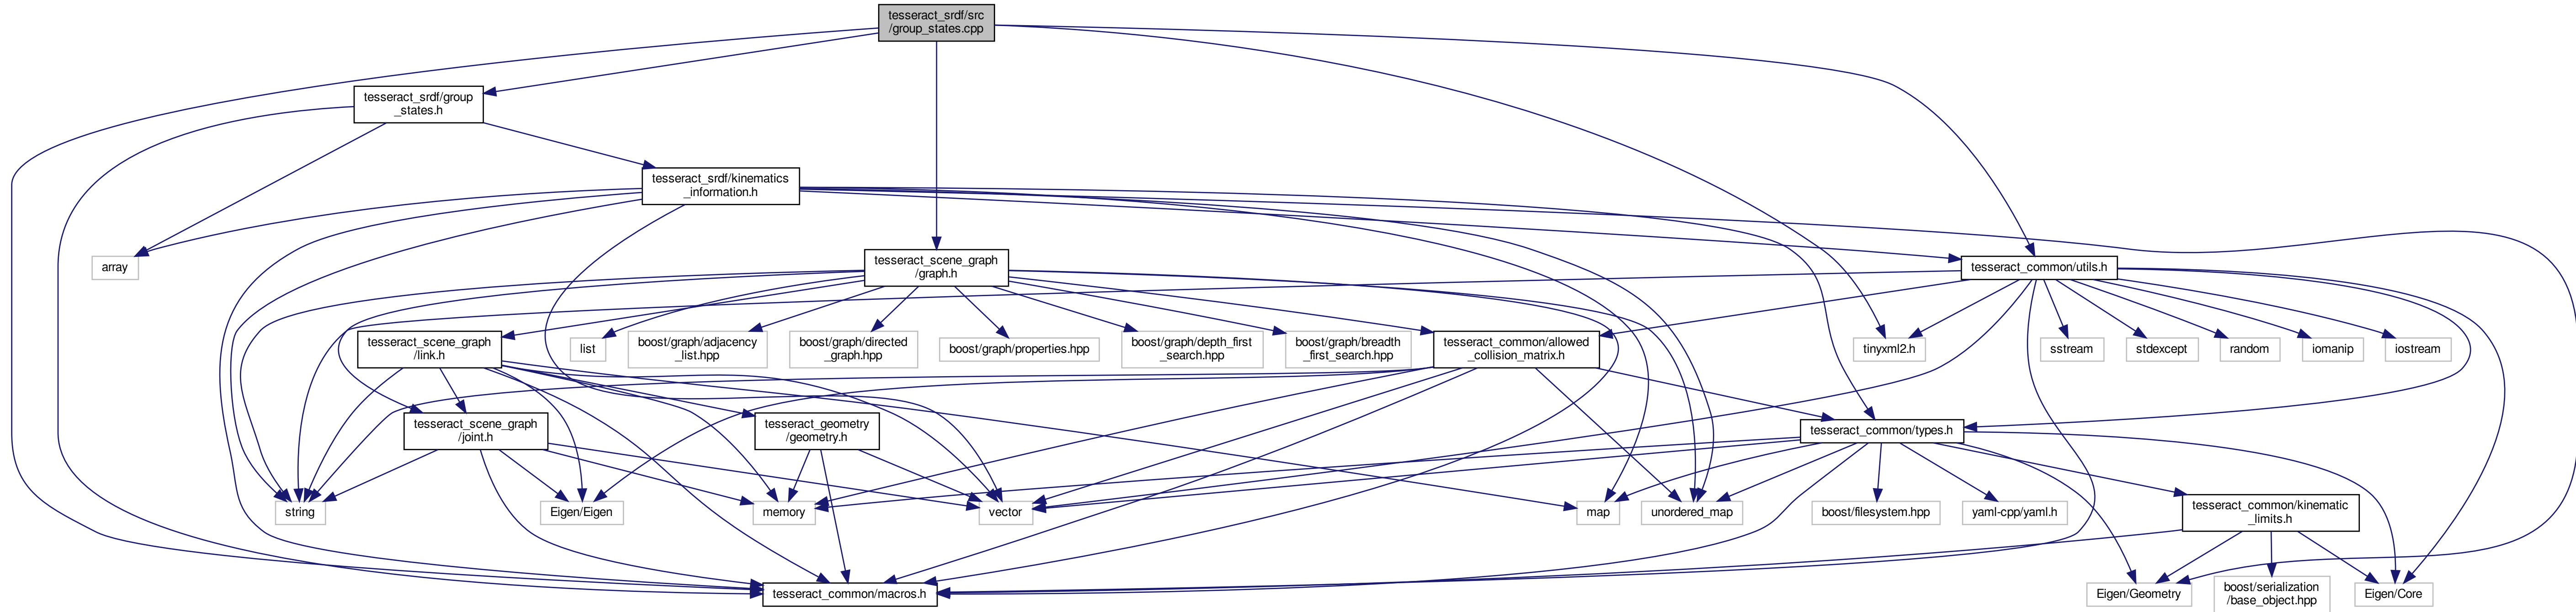 tesseract_srdf/src
/group_states.cpp
tesseract_srdf/group
_states.h
tesseract_srdf/kinematics
_information.h
array
tesseract_scene_graph
/graph.h
tesseract_common/utils.h
tesseract_scene_graph
/link.h
list
boost/graph/adjacency
_list.hpp
boost/graph/directed
_graph.hpp
boost/graph/properties.hpp
boost/graph/depth_first
_search.hpp
boost/graph/breadth
_first_search.hpp
tesseract_common/allowed
_collision_matrix.h
tinyxml2.h
sstream
stdexcept
random
iomanip
iostream
tesseract_scene_graph
/joint.h
tesseract_geometry
/geometry.h
tesseract_common/types.h
string
Eigen/Eigen
memory
vector
map
unordered_map
boost/filesystem.hpp
yaml-cpp/yaml.h
tesseract_common/kinematic
_limits.h
tesseract_common/macros.h
Eigen/Geometry
boost/serialization
/base_object.hpp
Eigen/Core